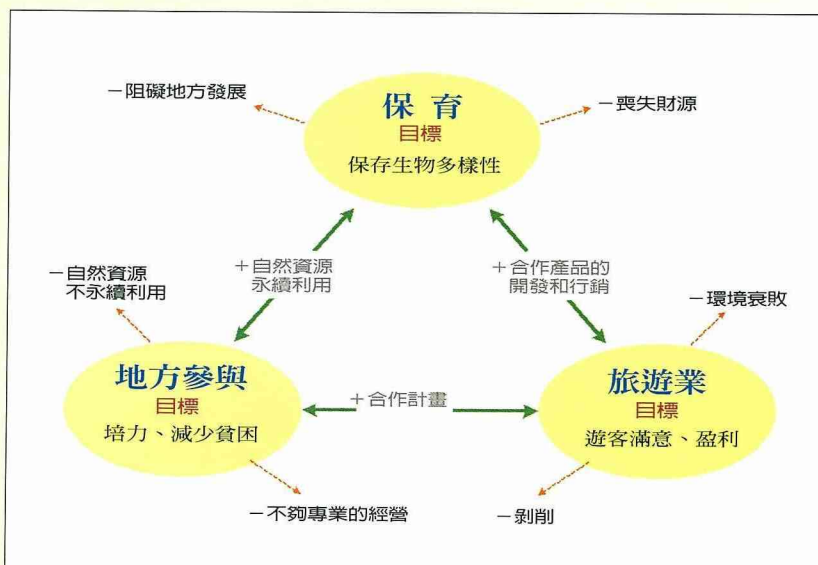 －阻礙地方發展
保育
目標
保存生物多樣性
－喪失財源
＋自然資源
永續利用
＋合作產品的
開發和行銷
－自然資源
不永續利用
－環境衰敗
地方參與
目標
培力、減少貧困
＋合作計畫
旅遊業
目標
遊客滿意、盈利
－不夠專業的經營
－剝削